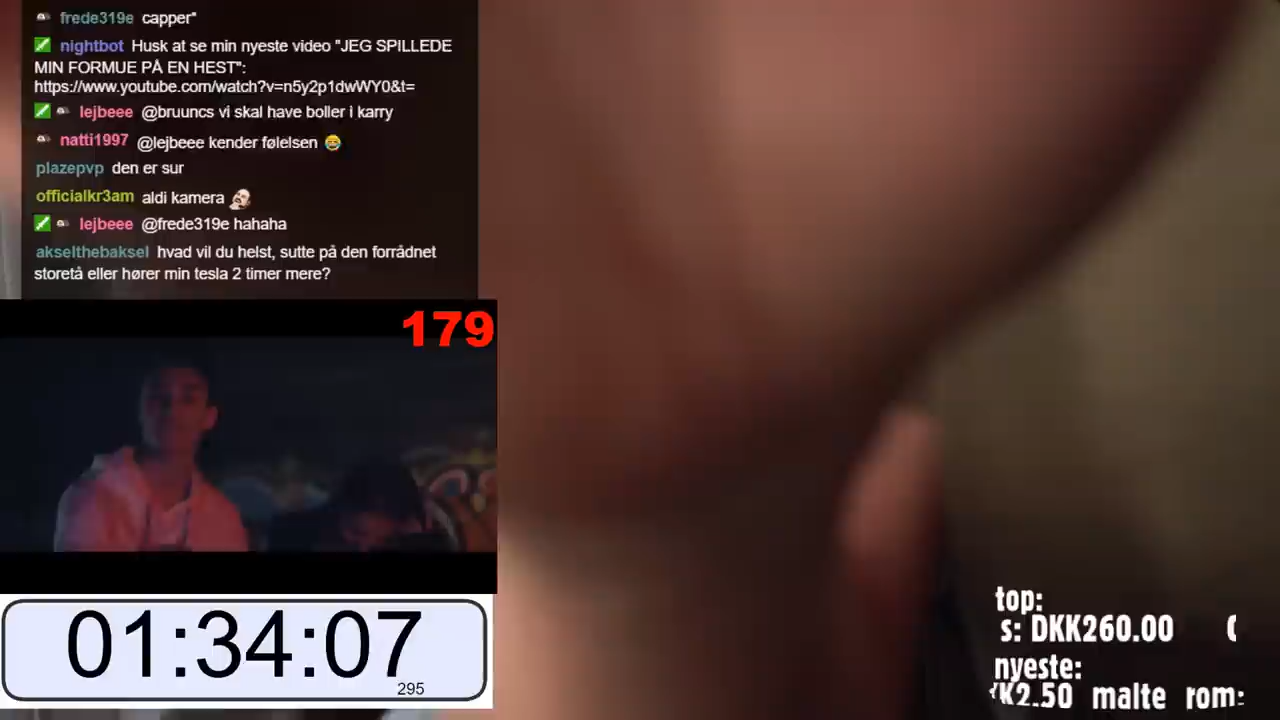 frede319e capper"
nightbot Husk at se min nyeste video "JEG SPILLEDE
MIN FORMUE PÅ EN HEST":
https://www.youtube.com/watch?v=n5y2p1dwWY0&t=
lejbeee @bruuncs vi skal have boller i karry
natti1997 @lejbeee kender følelsen 😂
plazepvp den er sur
officialkr3am aldi kamera
lejbeee @frede319e hahaha
akselthebaksel hvad vil du helst, sutte på den forrådnet
storetå eller hører min tesla 2 timer mere?
179
01:34:07
295
top:
s: DKK260.00
nyeste:
K2.50 malte rom: